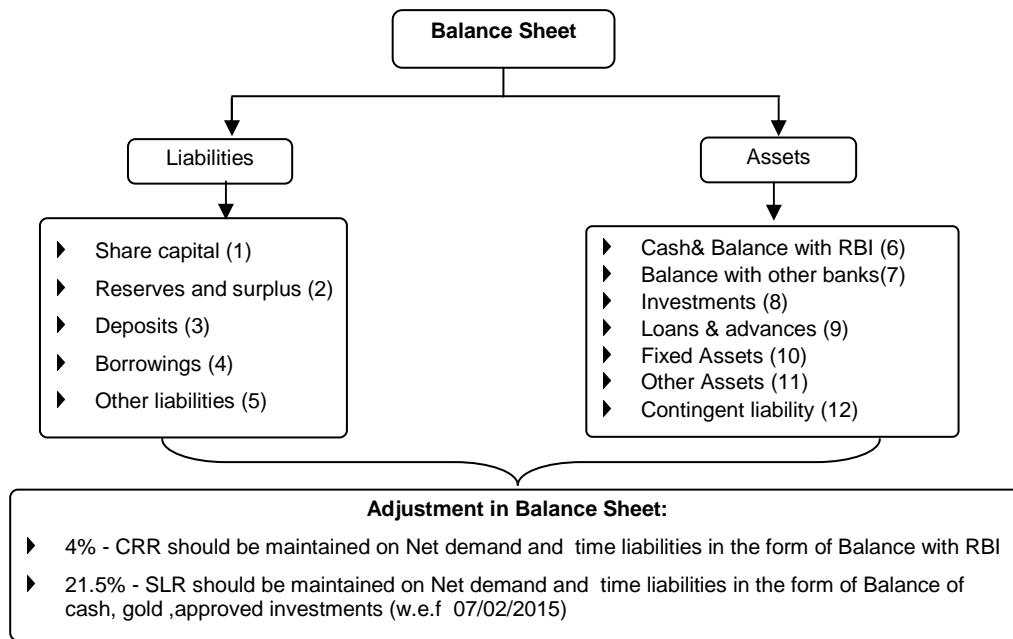 Balance Sheet
Liabilities
Assets
Share capital (1)
Reserves and surplus (2)
Deposits (3)
Borrowings (4)
Other liabilities (5)
Cash& Balance with RBI (6)
Balance with other banks(7)
Investments (8)
Loans & advances (9)
Fixed Assets (10)
Other Assets (11)
Contingent liability (12)
Adjustment in Balance Sheet:
4% - CRR should be maintained on Net demand and time liabilities in the form of Balance with RBI
21.5% - SLR should be maintained on Net demand and time liabilities in the form of Balance of
cash, gold ,approved investments (w.e.f 07/02/2015)